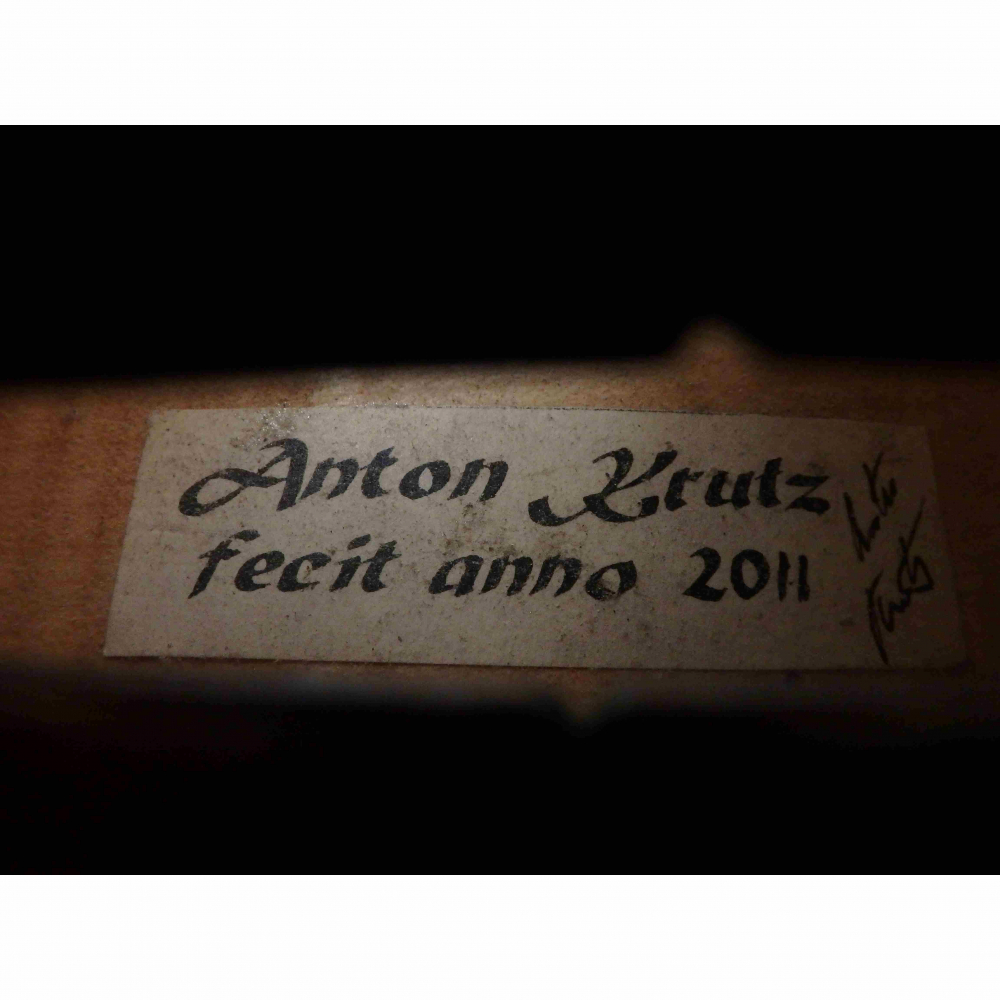 Anton Krutz
fecit anno 2011